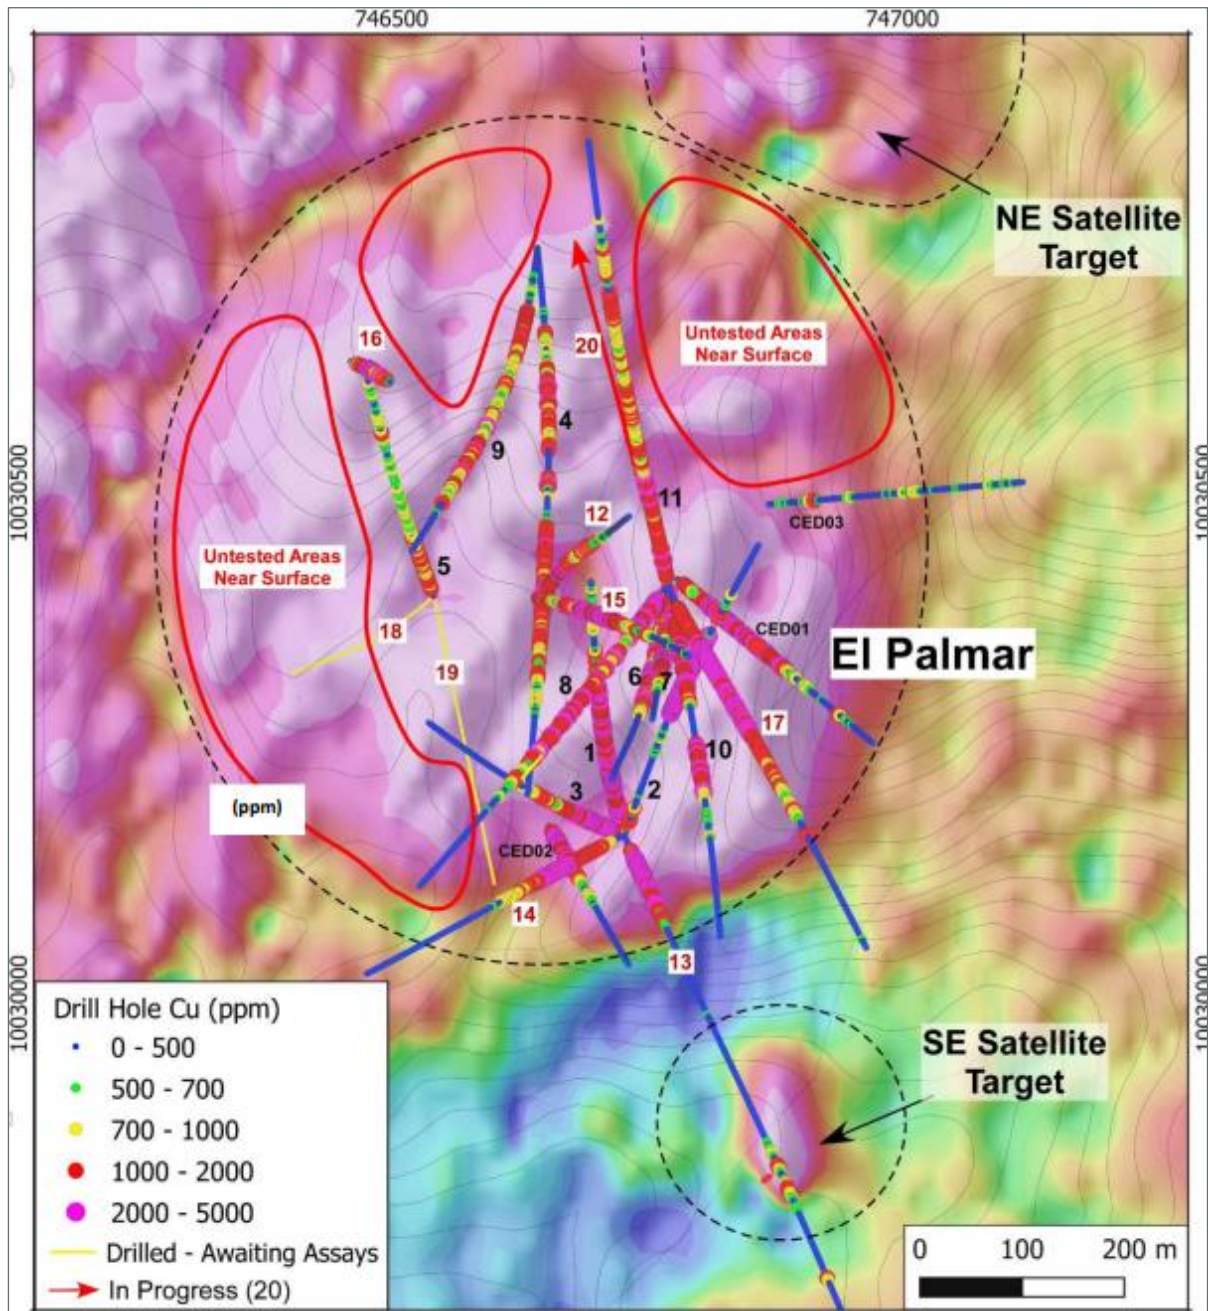 746500
747000
NE Satellite
Target
20
Untested Areas
Near Surface
16
4
9
10030500
10030500
11
12
CED03
Untested Areas
Near Surface
5
15
18
CED01
El Palmar
19
6
7
8
17
1
10
2
(ppm)
3
CED02
14
13
10030000
10030000
Drill Hole Cu (ppm)
0 - 500
500 - 700
700 - 1000
1000 - 2000
2000 - 5000
Drilled - Awaiting Assays
In Progress (20)
SE Satellite
Target
0 100 200 m